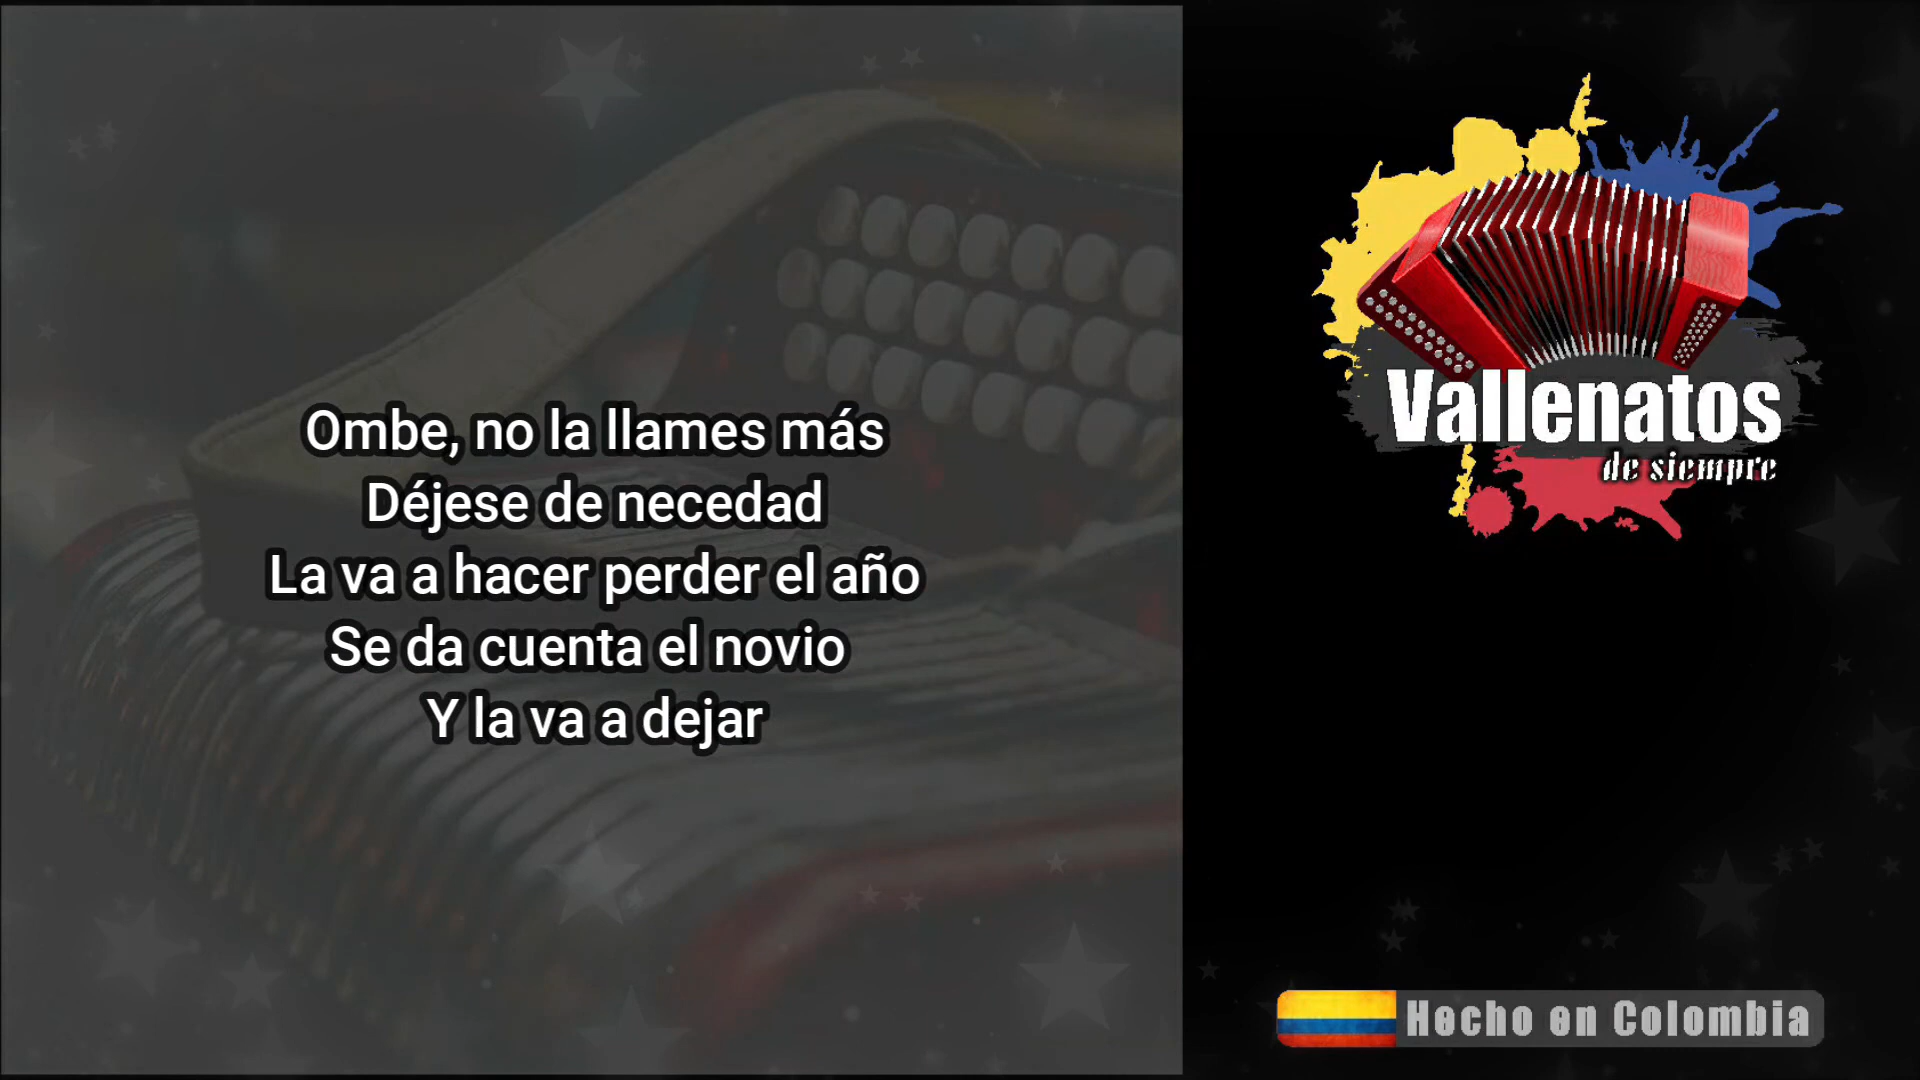 Ombe, no la llames más
Déjese de necedad
La va a hacer perder el año
Se da cuenta el novio
Y la va a dejar
Vallenatos
de siempre
Hecho en Colombia